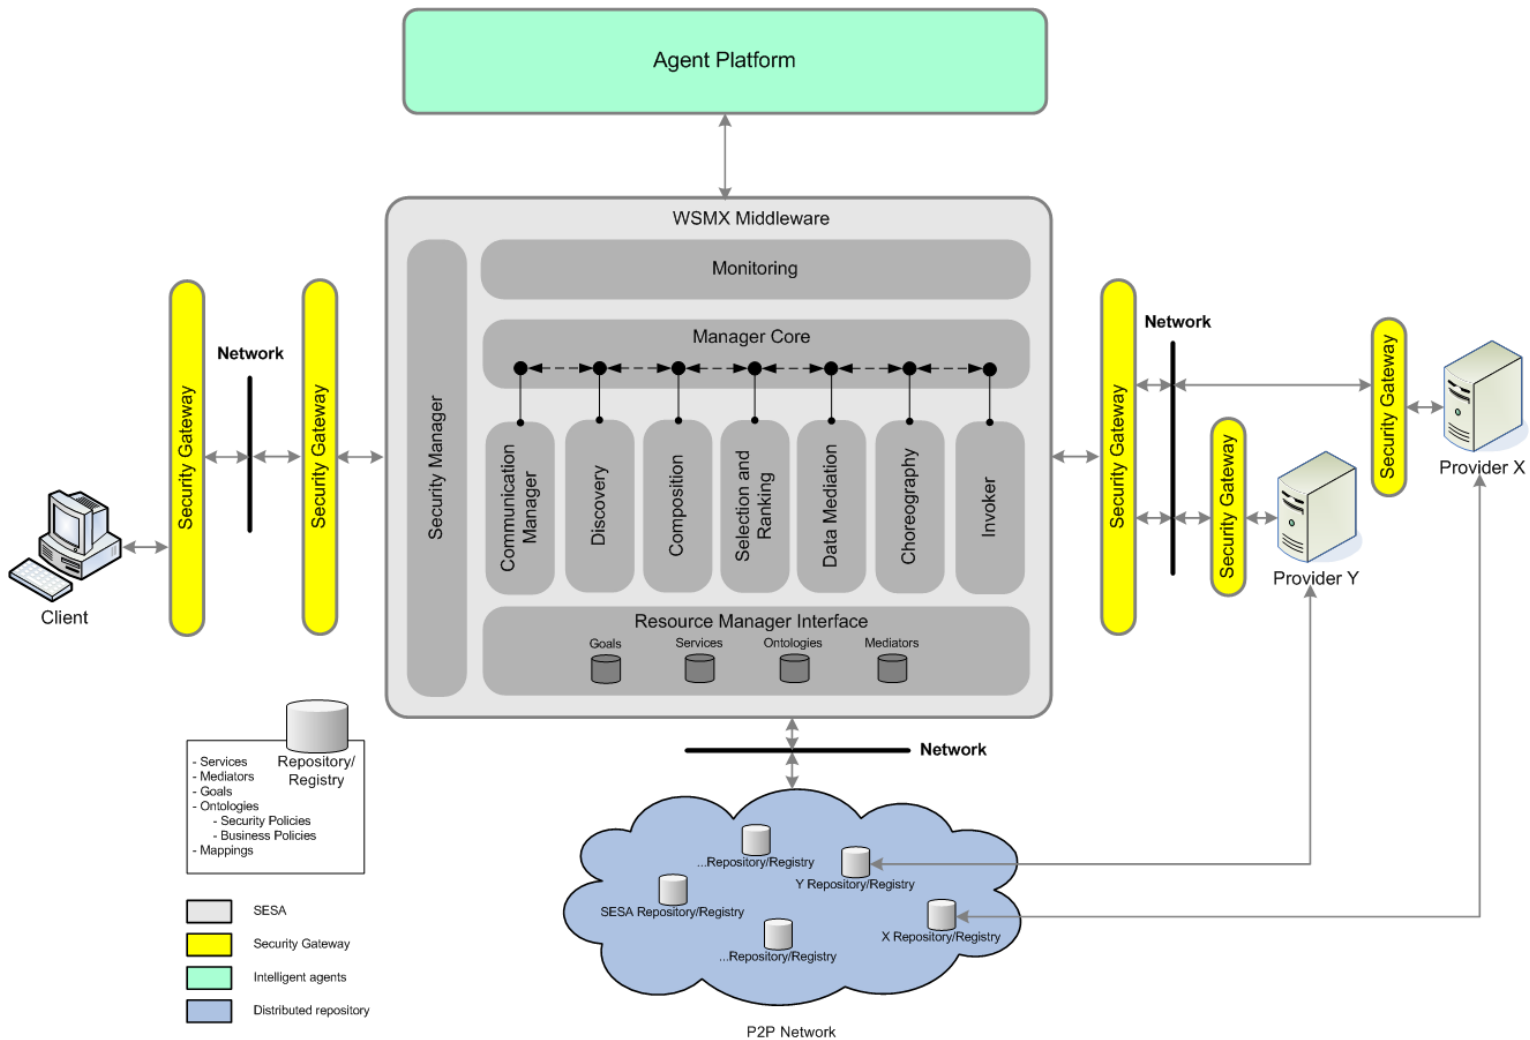 Agent Platform
WSMX Middleware
Monitoring
Manager Core
Security Manager
Communication
Manager
Discovery
Composition
Selection and
Ranking
Data Mediation
Choreography
Invoker
Resource Manager Interface
Goals
Services
Ontologies
Mediators
Client
Security Gateway
Network
Security Gateway
Security Gateway
Network
Security Gateway
Provider Y
Security Gateway
Provider X
Network
...Repository/Registry
Y Repository/Registry
SESA Repository/Registry
X Repository/Registry
...Repository/Registry
P2P Network
Repository/
Registry
- Services
- Mediators
- Goals
- Ontologies
- Security Policies
- Business Policies
- Mappings
SESA
Security Gateway
Intelligent agents
Distributed repository